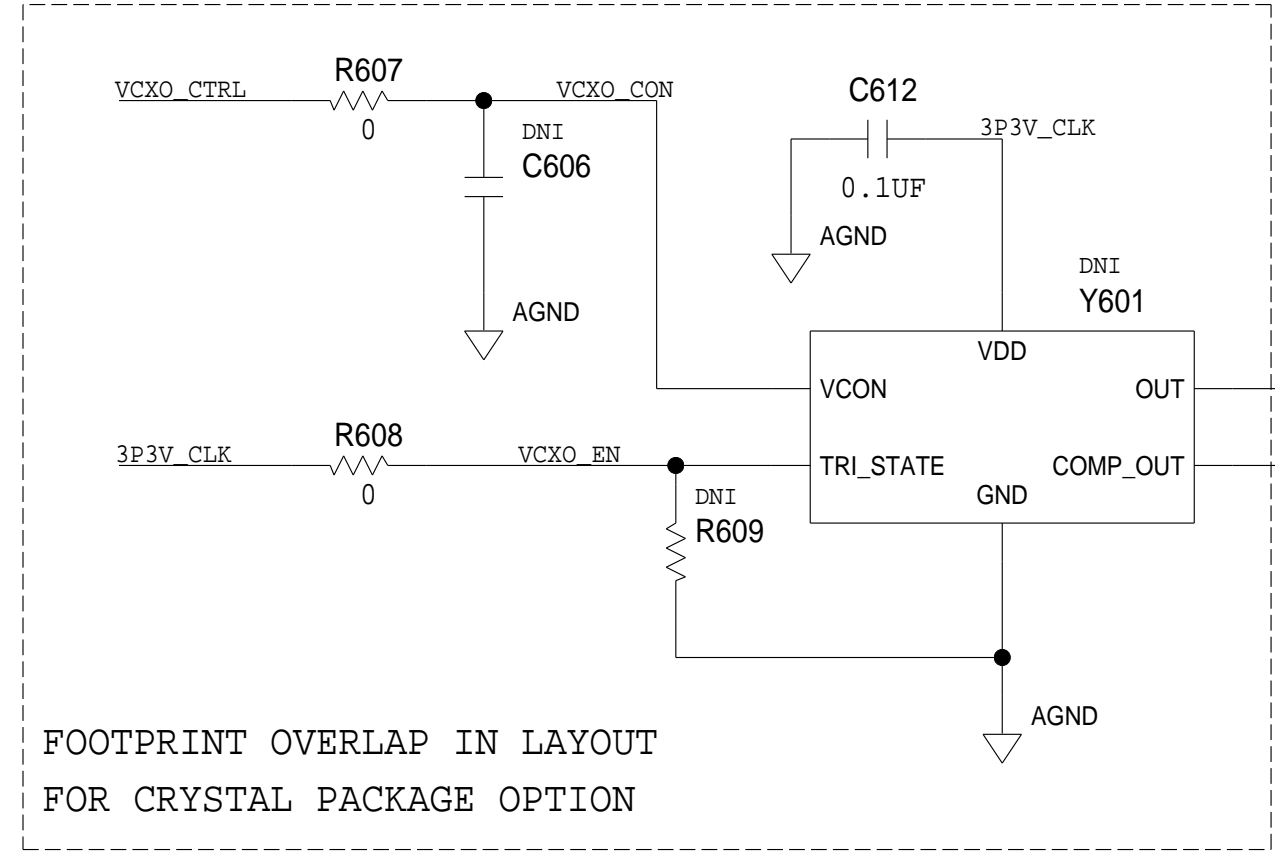 R607
VCXO_CTRL
VCXO_CON
0
DNI
C606
AGND
C612
3P3V_CLK
0.1UF
AGND
DNI
Y601
VDD
VCON
OUT
TRI_STATE
COMP_OUT
GND
R608
3P3V_CLK
VCXO_EN
0
DNI
R609
AGND
FOOTPRINT OVERLAP IN LAYOUT
FOR CRYSTAL PACKAGE OPTION